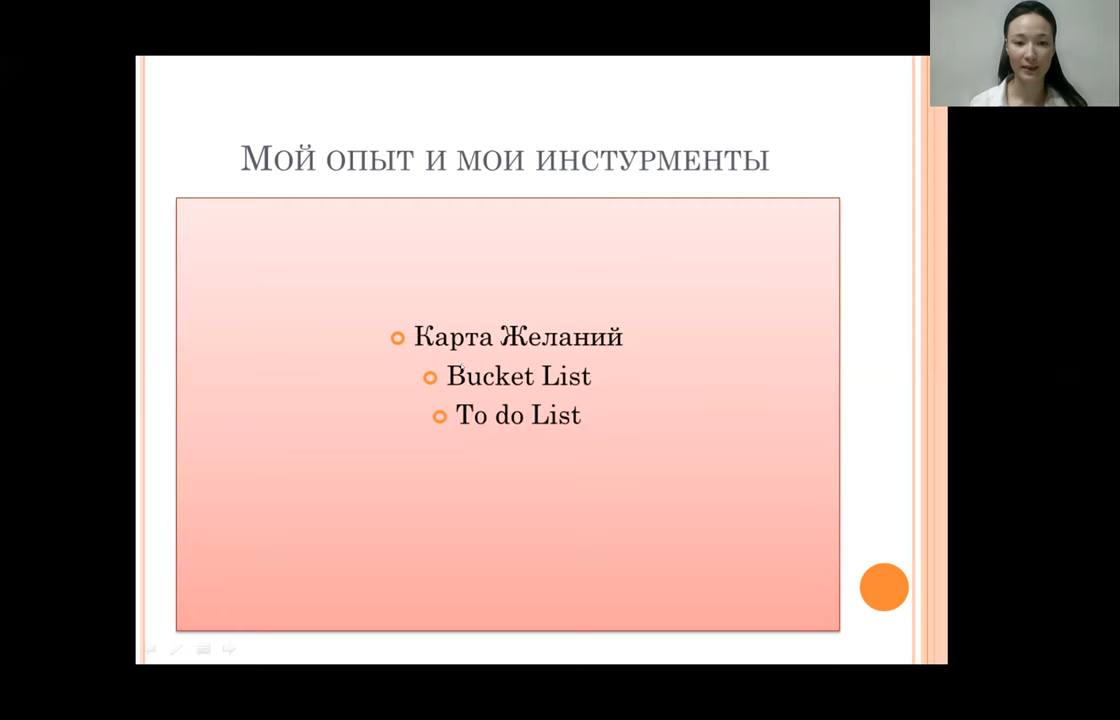 Мой опыт и мои инстурменты
Карта Желаний
Bucket List
To do List